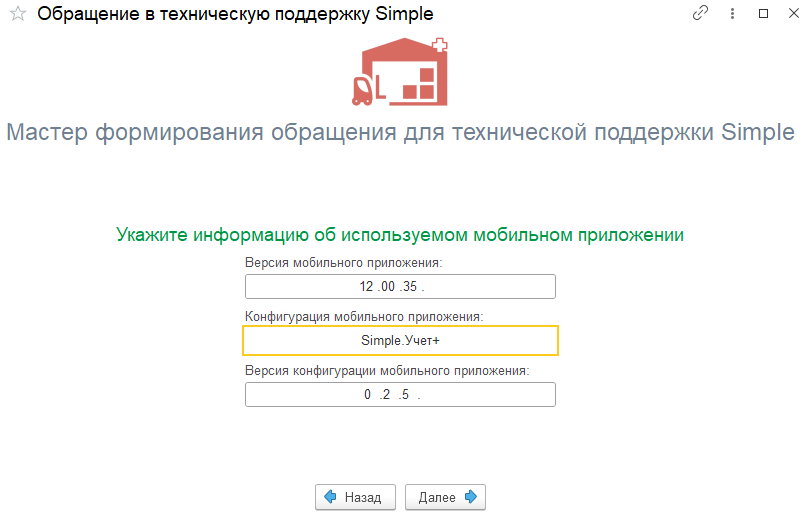 Обращение в техническую поддержку Simple
Мастер формирования обращения для технической поддержки Simple
Укажите информацию об используемом мобильном приложении
Версия мобильного приложения:
12 .00 .35 .
Конфигурация мобильного приложения:
Simple.Учет+
Версия конфигурации мобильного приложения:
0 .2 .5 .
Назад Далее